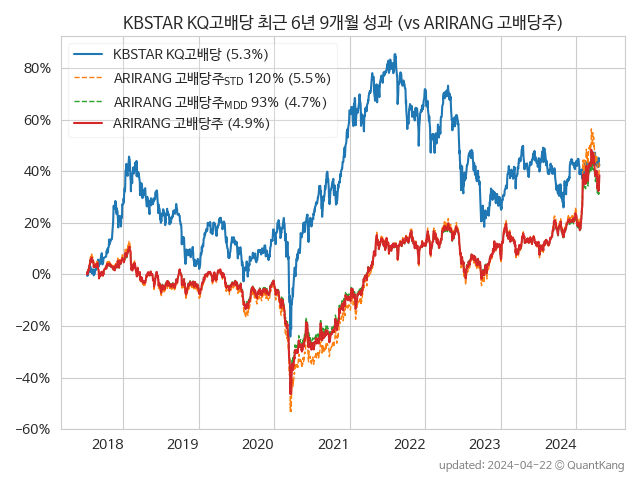 KBSTAR KQ고배당 최근 6년 9개월 성과 (vs ARIRANG 고배당주)
KBSTAR KQ고배당 (5.3%)
ARIRANG 고배당주STD 120% (5.5%)
ARIRANG 고배당주MDD 93% (4.7%)
ARIRANG 고배당주 (4.9%)
80%
60%
40%
20%
0%
−20%
−40%
−60%
2018 2019 2020 2021 2022 2023 2024
updated: 2024-04-22 © QuantKang